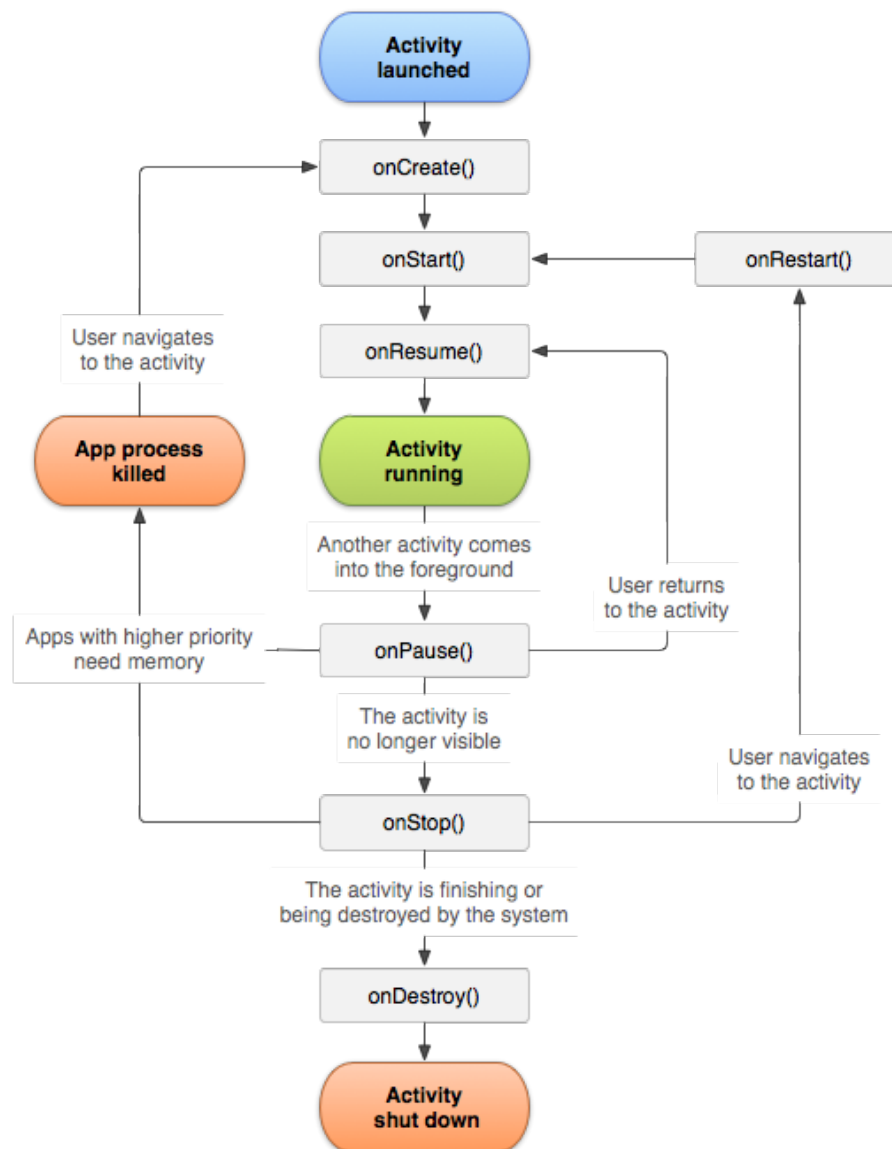 Activity
launched
onCreate()
onStart()
onRestart()
onResume()
User navigates
to the activity
App process
killed
Activity
running
Another activity comes
into the foreground
User returns
to the activity
Apps with higher priority
need memory
onPause()
The activity is
no longer visible
User navigates
to the activity
onStop()
The activity is finishing or
being destroyed by the system
onDestroy()
Activity
shut down